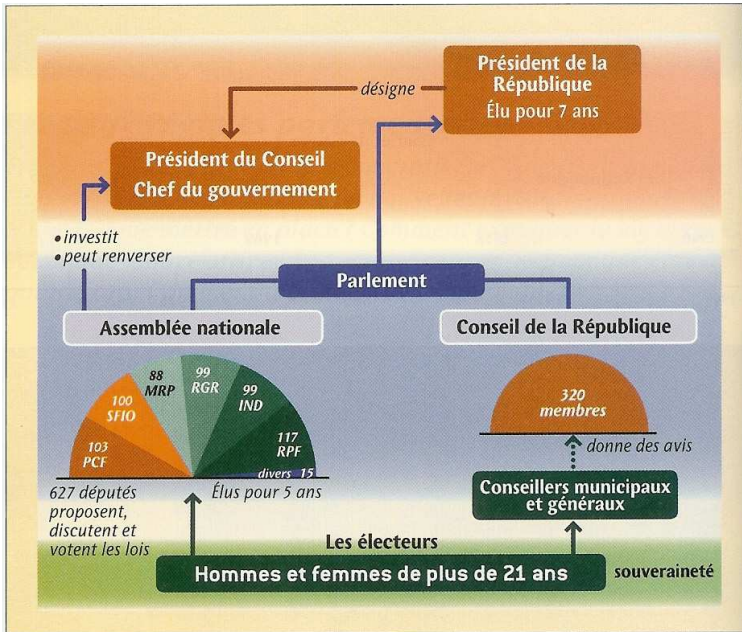 Président de la
République
Élu pour 7 ans
désigne
Président du Conseil
Chef du gouvernement
• investit
• peut renverser
Parlement
Assemblée nationale
Conseil de la République
103
PCF
100
SFIO
88
MRP
99
RGR
99
IND
117
RPF
divers 15
320
membres
donne des avis
627 députés
proposent,
discutent et
votent les lois
Élus pour 5 ans
Conseillers municipaux
et généraux
Les électeurs
Hommes et femmes de plus de 21 ans
souveraineté